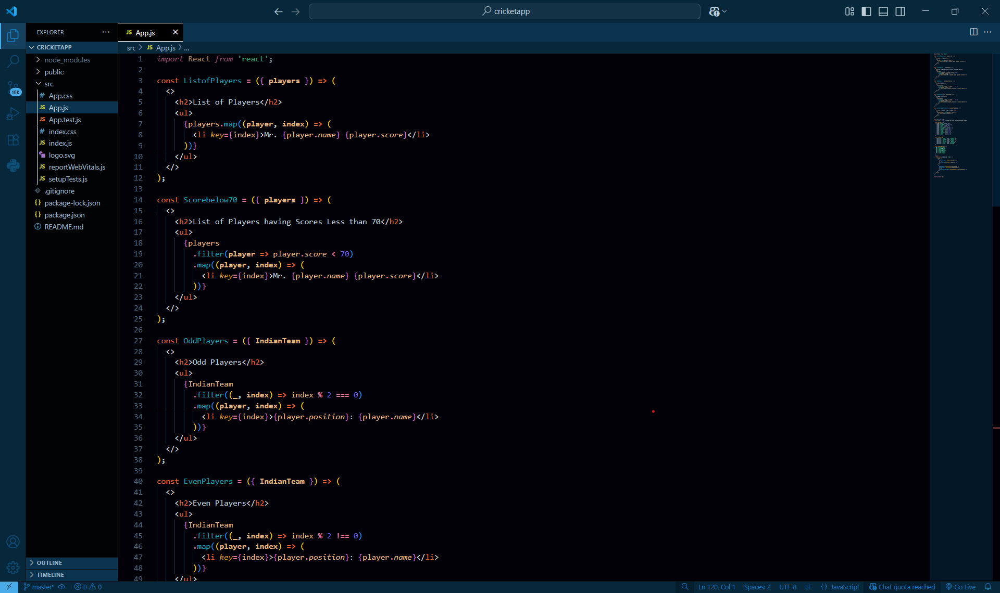 cricketapp
EXPLORER
App.js
CRICKETAPP
node_modules
public
src
App.css
App.js
App.test.js
index.css
index.js
logo.svg
reportWebVitals.js
setupTests.js
.gitignore
package-lock.json
package.json
README.md
OUTLINE
TIMELINE
10K
src > JS App.js > ...
1 import React from 'react';
2
3 const ListofPlayers = ({ players }) => (
4 <>
5 <h2>List of Players</h2>
6 <ul>
7 {players.map((player, index) => (
8 <li key={index}>Mr. {player.name} {player.score}</li>
9 ))}
10 </ul>
11 </>
12 );
13
14 const Scorebelow70 = ({ players }) => (
15 <>
16 <h2>List of Players having Scores Less than 70</h2>
17 <ul>
18 {players
19 .filter(player => player.score < 70)
20 .map((player, index) => (
21 <li key={index}>Mr. {player.name} {player.score}</li>
22 ))}
23 </ul>
24 </>
25 );
26
27 const OddPlayers = ({ IndianTeam }) => (
28 <>
29 <h2>Odd Players</h2>
30 <ul>
31 {IndianTeam
32 .filter((_, index) => index % 2 === 0)
33 .map((player, index) => (
34 <li key={index}>{player.position}: {player.name}</li>
35 ))}
36 </ul>
37 </>
38 );
39
40 const EvenPlayers = ({ IndianTeam }) => (
41 <>
42 <h2>Even Players</h2>
43 <ul>
44 {IndianTeam
45 .filter((_, index) => index % 2 !== 0)
46 .map((player, index) => (
47 <li key={index}>{player.position}: {player.name}</li>
48 ))}
49 </ul>
master* 0 0 Ln 120, Col 1 Spaces: 2 UTF-8 LF {} JavaScript Chat quota reached Go Live